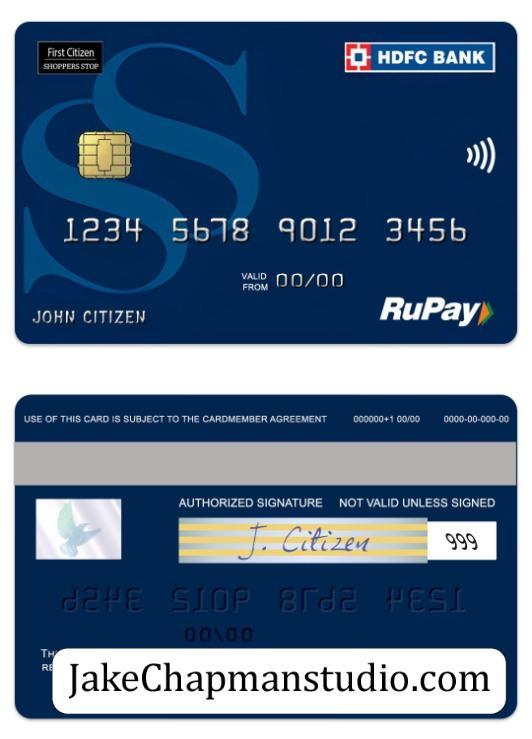 First Citizen
SHOPPERS STOP
HDFC BANK
1234 5678 9012 3456
VALID FROM 00/00
JOHN CITIZEN
RuPay
USE OF THIS CARD IS SUBJECT TO THE CARDMEMBER AGREEMENT 000000+1 00/00 0000-00-000-00
AUTHORIZED SIGNATURE NOT VALID UNLESS SIGNED
J. Citizen
999
JakeChapmanstudio.com